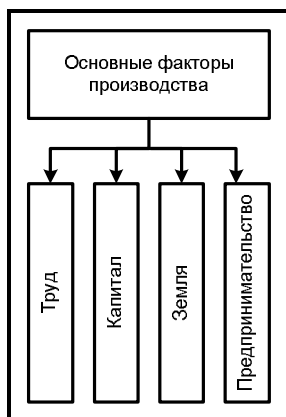 Основные факторы
производства
Труд
Капитал
Земля
Предпринимательство